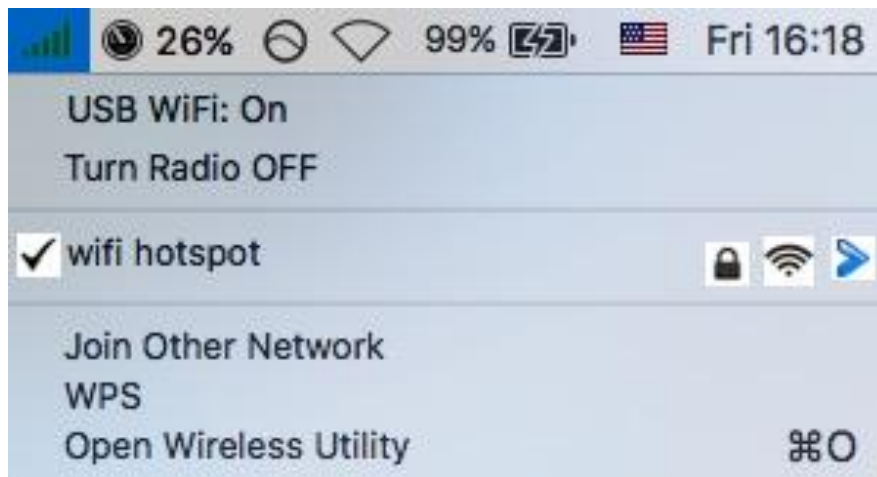 26% 99% Fri 16:18
USB WiFi: On
Turn Radio OFF
wifi hotspot
Join Other Network
WPS
Open Wireless Utility ⌘O